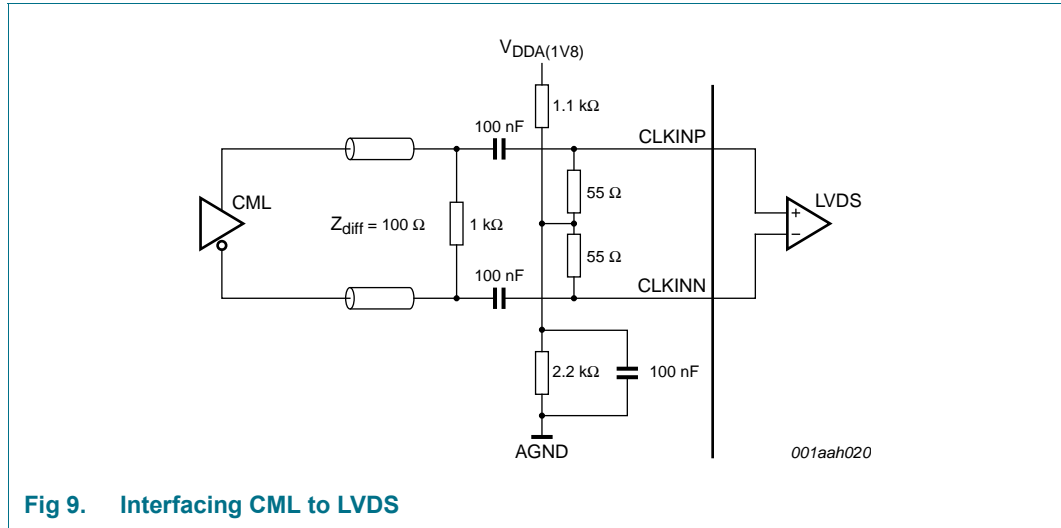 VDDA(1V8)
1.1 kΩ
100 nF
CLKINP
CML
55 Ω
LVDS
Zdiff = 100 Ω
1 kΩ
+
−
55 Ω
100 nF
CLKINN
2.2 kΩ
100 nF
AGND
001aah020
Fig 9. Interfacing CML to LVDS